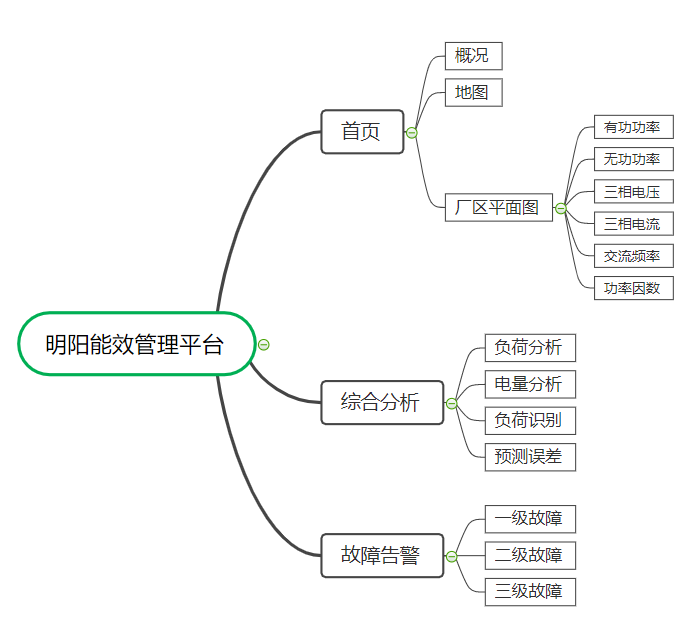 明阳能效管理平台
首页
概况
地图
厂区平面图
有功功率
无功功率
三相电压
三相电流
交流频率
功率因数
综合分析
负荷分析
电量分析
负荷识别
预测误差
故障告警
一级故障
二级故障
三级故障